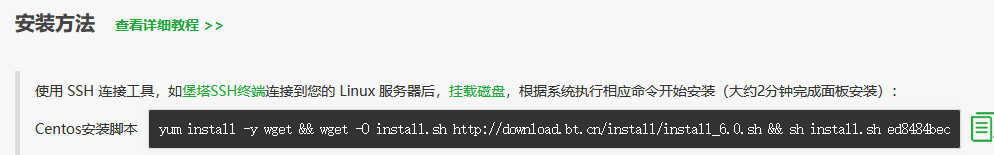 安装方法 查看详细教程 >>
使用 SSH 连接工具，如堡塔SSH终端连接到您的 Linux 服务器后，挂载磁盘，根据系统执行相应命令开始安装（大约2分钟完成面板安装）：
Centos安装脚本 yum install -y wget && wget -O install.sh http://download.bt.cn/install/install_6.0.sh && sh install.sh ed8484bec